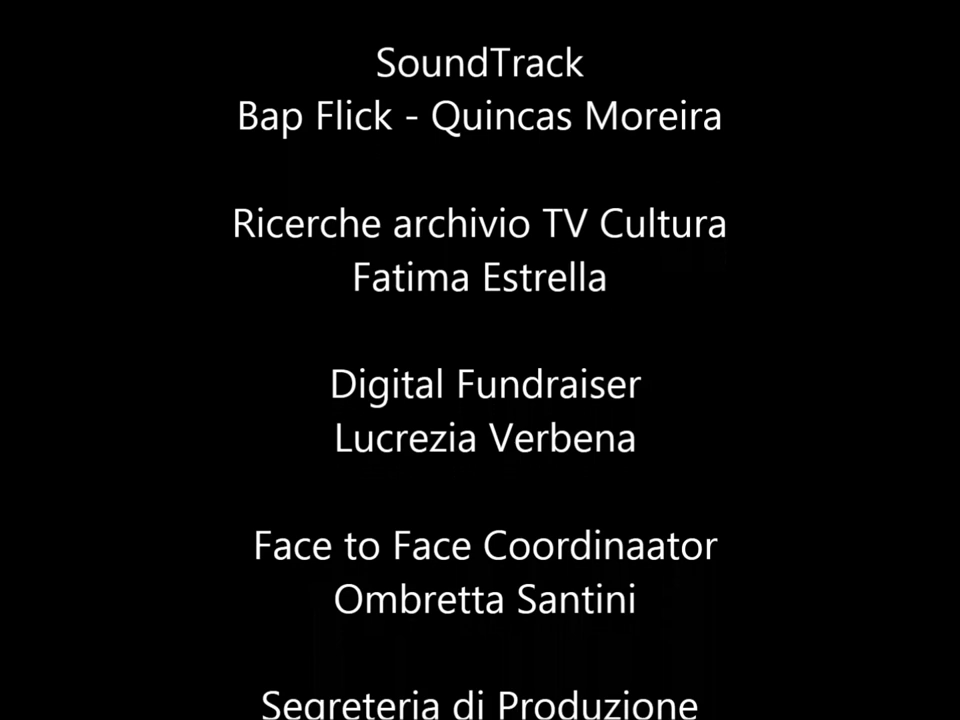 SoundTrack
Bap Flick - Quincas Moreira
Ricerche archivio TV Cultura
Fatima Estrella
Digital Fundraiser
Lucrezia Verbena
Face to Face Coordinaator
Ombretta Santini
Segreteria di Produzione